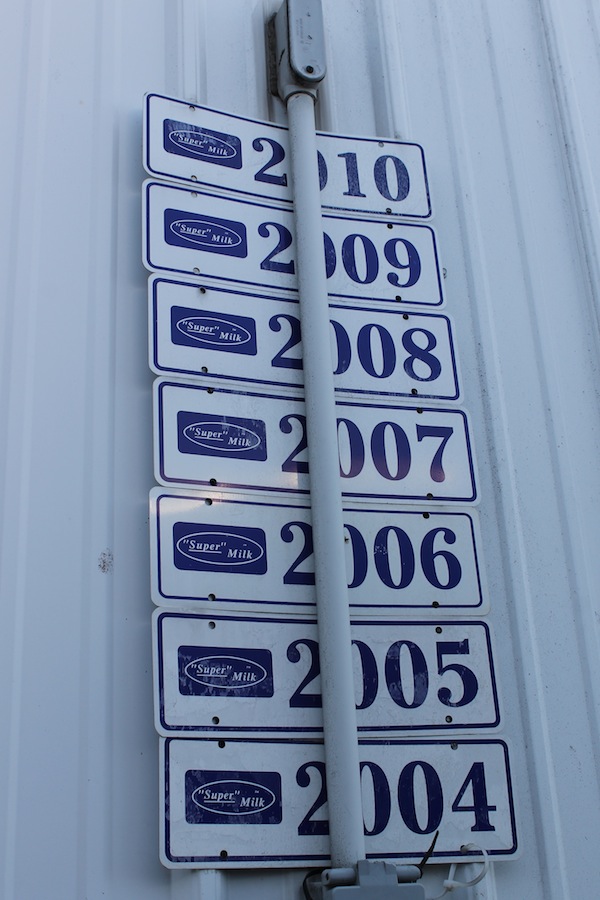 "Super" Milk 2010
"Super" Milk 2009
"Super" Milk 2008
"Super" Milk 2007
"Super" Milk 2006
"Super" Milk 2005
"Super" Milk 2004